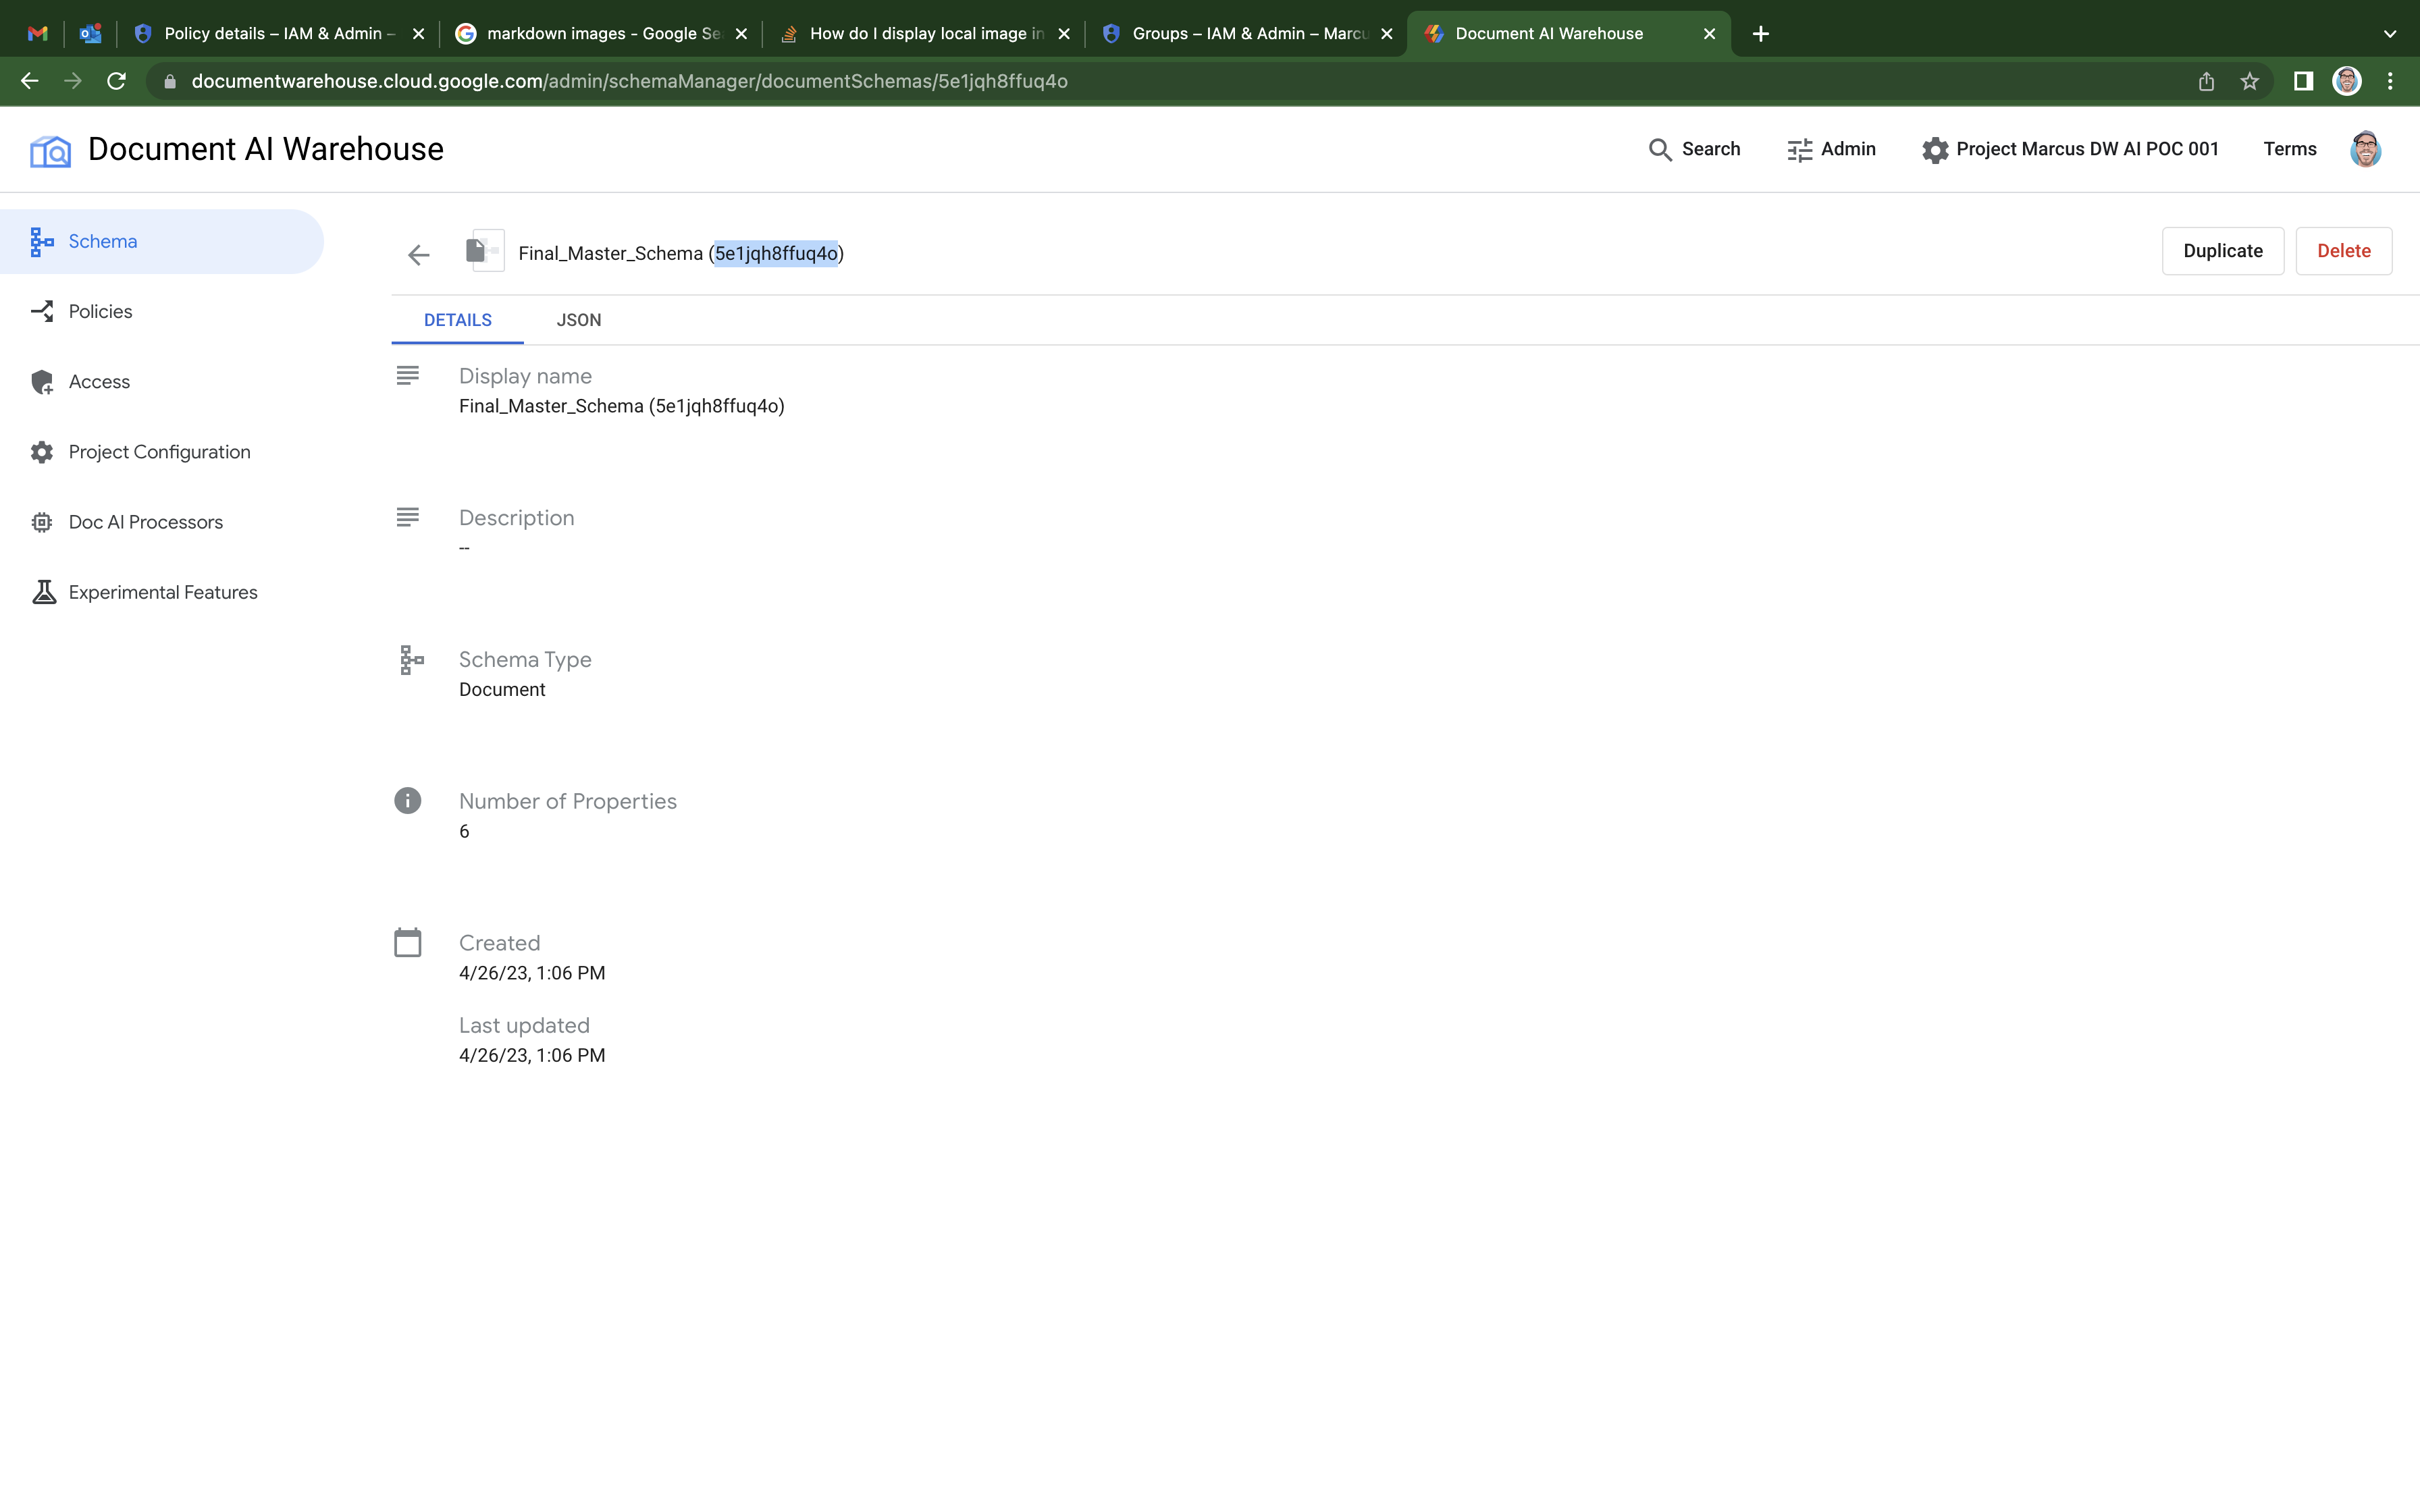 Policy details – IAM & Admin –
markdown images - Google Se
How do I display local image in
Groups – IAM & Admin – Marcu
Document AI Warehouse
documentwarehouse.cloud.google.com/admin/schemaManager/documentSchemas/5e1jqh8ffuq4o
Document AI Warehouse
Search
Admin
Project Marcus DW AI POC 001
Terms
Schema
Policies
Access
Project Configuration
Doc AI Processors
Experimental Features
Final_Master_Schema (5e1jqh8ffuq4o)
Duplicate
Delete
DETAILS
JSON
Display name
Final_Master_Schema (5e1jqh8ffuq4o)
Description
--
Schema Type
Document
Number of Properties
6
Created
4/26/23, 1:06 PM
Last updated
4/26/23, 1:06 PM